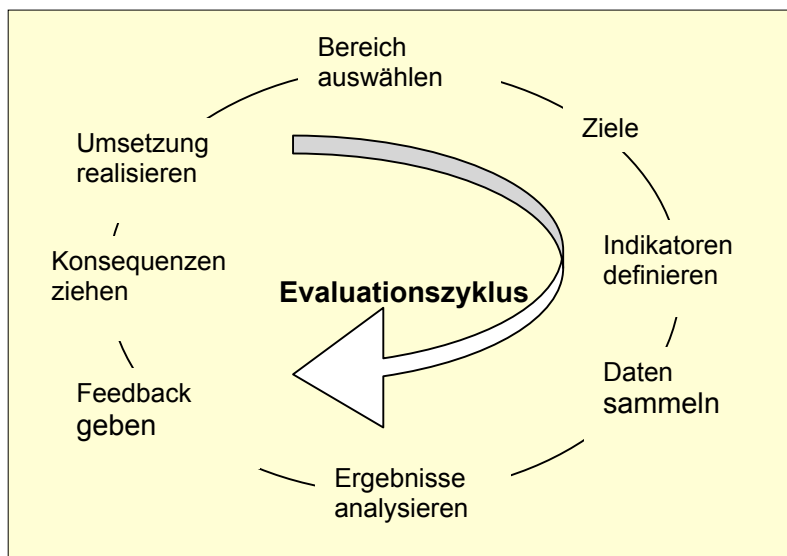 Bereich
auswählen
Ziele
Indikatoren
definieren
Daten
sammeln
Ergebnisse
analysieren
Feedback
geben
Konsequenzen
ziehen
Umsetzung
realisieren
Evaluationszyklus